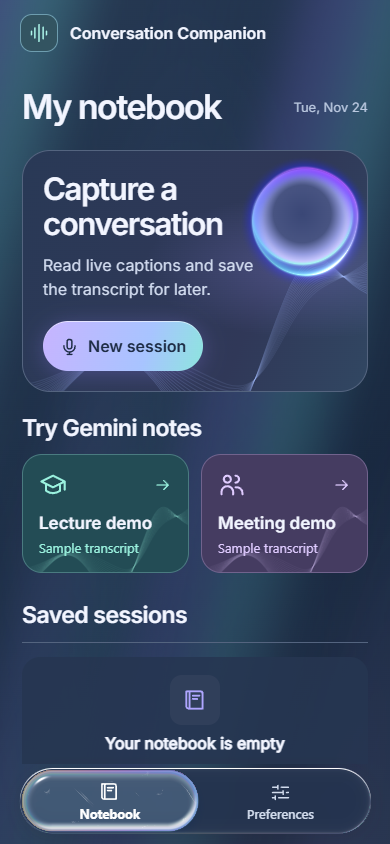 Conversation Companion
My notebook
Tue, Nov 24
Capture a
conversation
Read live captions and save
the transcript for later.
New session
Try Gemini notes
Lecture demo
Sample transcript
Meeting demo
Sample transcript
Saved sessions
Your notebook is empty
Notebook
Preferences